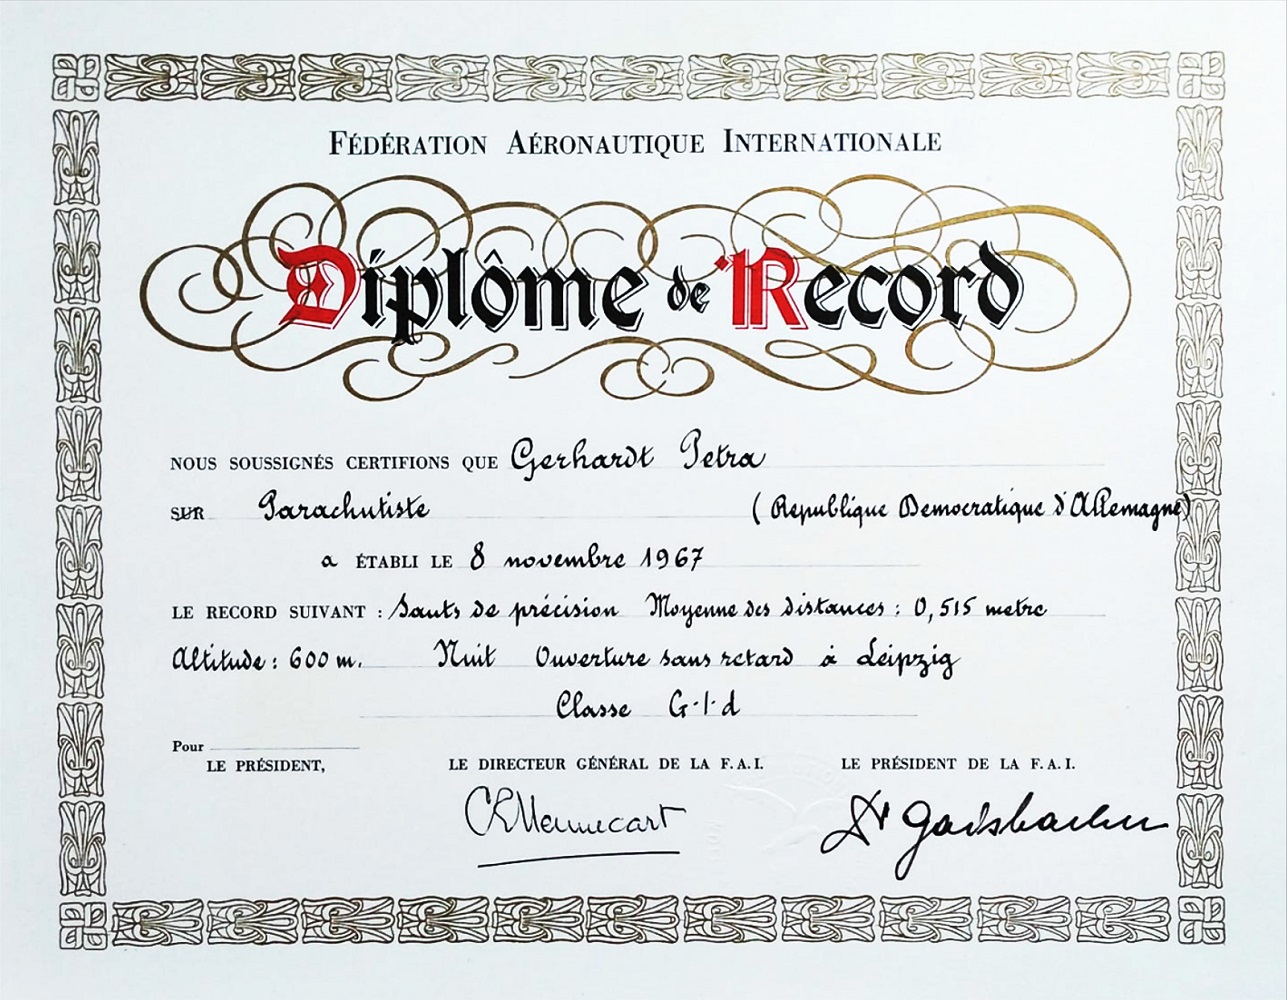 FÉDÉRATION AÉRONAUTIQUE INTERNATIONALE
Diplôme de Record
NOUS SOUSSIGNÉS CERTIFIONS QUE Gerhardt Petra
SUR Parachutiste (Republique Democratique d'Allemagne)
a ÉTABLI LE 8 novembre 1967
LE RECORD SUIVANT : Sauts de précision Moyenne des distances : 0,515 metre
Altitude : 600 m. Nuit Ouverture sans retard à Leipzig
Classe G-1-d
Pour
LE PRÉSIDENT, LE DIRECTEUR GÉNÉRAL DE LA F.A.I. LE PRÉSIDENT DE LA F.A.I.